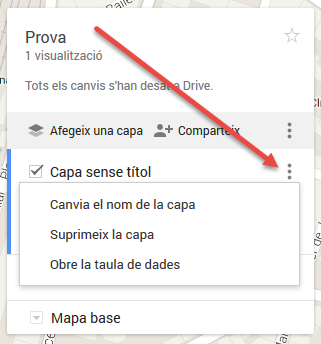 Prova
1 visualització
Tots els canvis s'han desat a Drive.
Afegeix una capa Comparteix
Capa sense títol
Canvia el nom de la capa
Suprimeix la capa
Obre la taula de dades
Mapa base